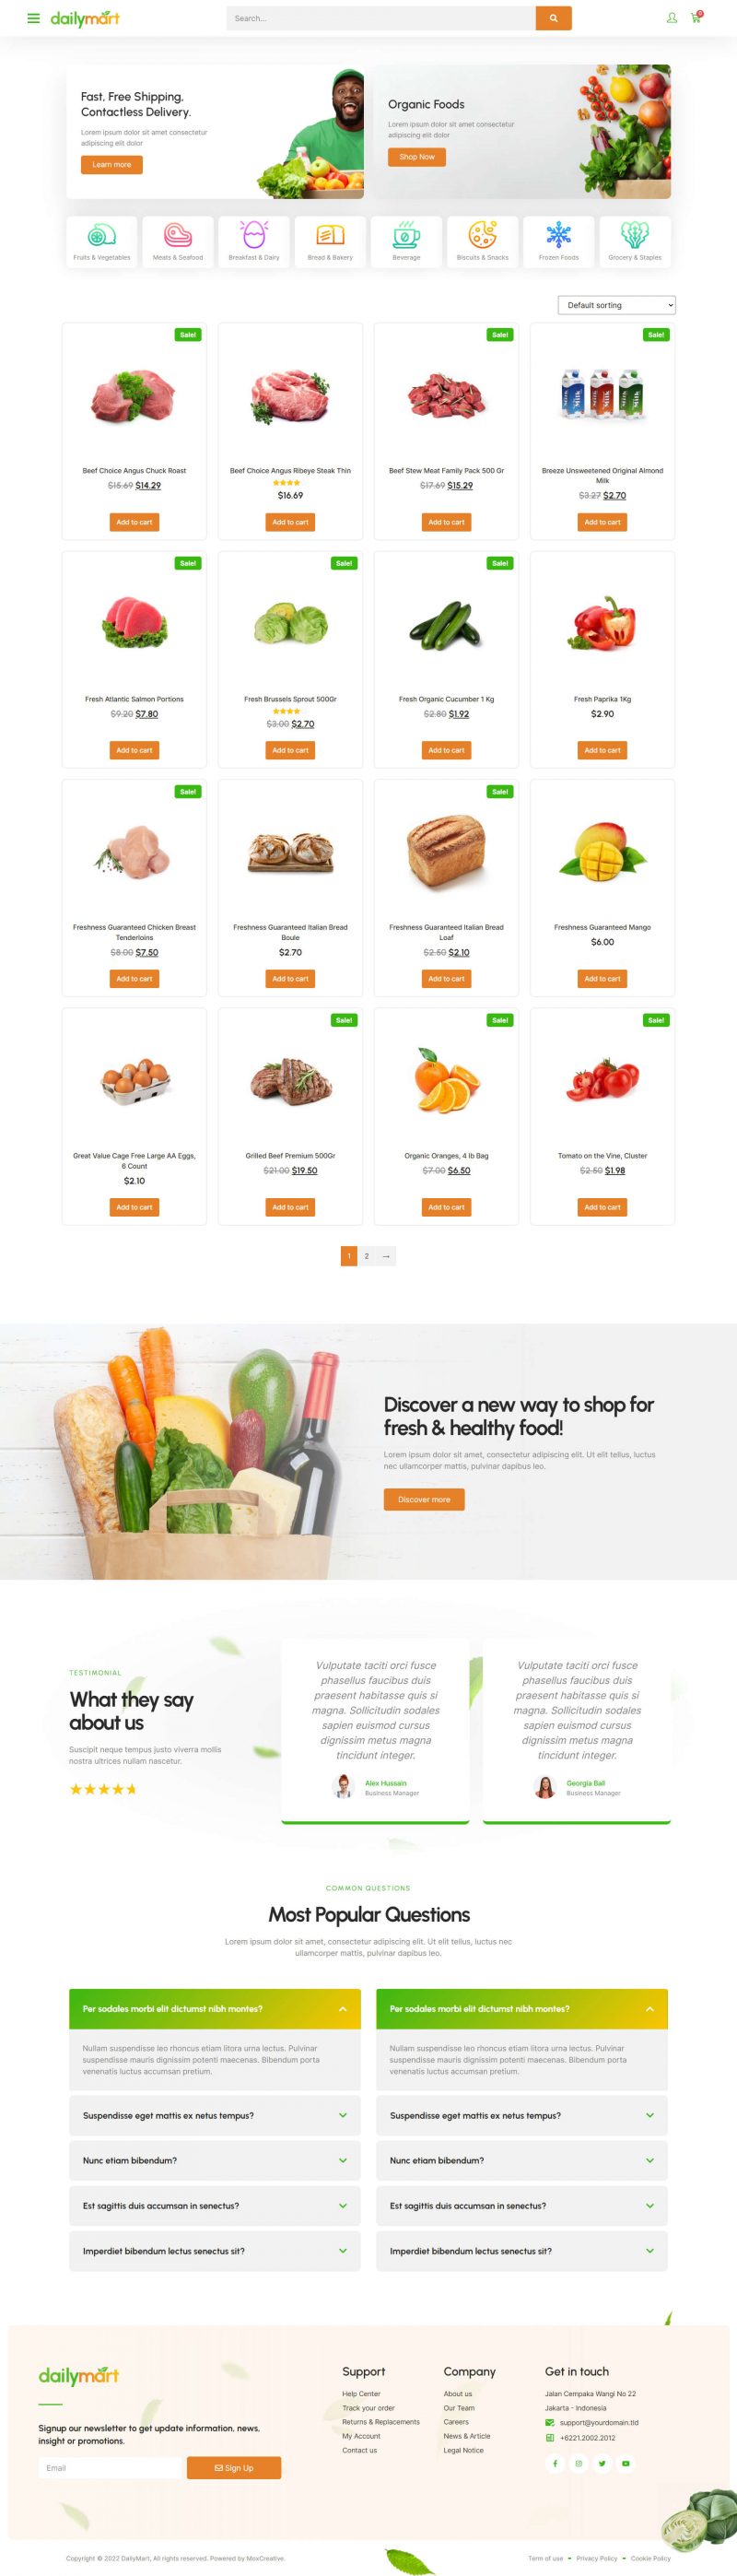 dailymart
Search...
0
Fast, Free Shipping,
Contactless Delivery.
Lorem ipsum dolor sit amet consectetur
adipiscing elit dolor
Learn more
Organic Foods
Lorem ipsum dolor sit amet consectetur
adipiscing elit dolor
Shop Now
Fruits & Vegetables
Meats & Seafood
Breakfast & Dairy
Bread & Bakery
Beverage
Biscuits & Snacks
Frozen Foods
Grocery & Staples
Default sorting
Sale!
Beef Choice Angus Chuck Roast
$15.69 $14.29
Add to cart
Beef Choice Angus Ribeye Steak Thin
$16.69
Add to cart
Sale!
Beef Stew Meat Family Pack 500 Gr
$17.69 $15.29
Add to cart
Sale!
Breeze Unsweetened Original Almond
Milk
$3.27 $2.70
Add to cart
Sale!
Fresh Atlantic Salmon Portions
$9.20 $7.80
Add to cart
Sale!
Fresh Brussels Sprout 500Gr
$3.00 $2.70
Add to cart
Sale!
Fresh Organic Cucumber 1 Kg
$2.80 $1.92
Add to cart
Fresh Paprika 1Kg
$2.90
Add to cart
Sale!
Freshness Guaranteed Chicken Breast
Tenderloins
$8.00 $7.50
Add to cart
Freshness Guaranteed Italian Bread
Boule
$2.70
Add to cart
Sale!
Freshness Guaranteed Italian Bread
Loaf
$2.50 $2.10
Add to cart
Freshness Guaranteed Mango
$6.00
Add to cart
Great Value Cage Free Large AA Eggs,
6 Count
$2.10
Add to cart
Sale!
Grilled Beef Premium 500Gr
$21.00 $19.50
Add to cart
Sale!
Organic Oranges, 4 lb Bag
$7.00 $6.50
Add to cart
Sale!
Tomato on the Vine, Cluster
$2.50 $1.98
Add to cart
1 2 →
Discover a new way to shop for
fresh & healthy food!
Lorem ipsum dolor sit amet, consectetur adipiscing elit. Ut elit tellus, luctus
nec ullamcorper mattis, pulvinar dapibus leo.
Discover more
TESTIMONIAL
What they say
about us
Suscipit neque tempus justo viverra mollis
nostra ultrices nullam nascetur.
Vulputate taciti orci fusce
phasellus faucibus duis
praesent habitasse quis si
magna. Sollicitudin sodales
sapien euismod cursus
dignissim metus magna
tincidunt integer.
Alex Hussain
Business Manager
Vulputate taciti orci fusce
phasellus faucibus duis
praesent habitasse quis si
magna. Sollicitudin sodales
sapien euismod cursus
dignissim metus magna
tincidunt integer.
Georgia Ball
Business Manager
COMMON QUESTIONS
Most Popular Questions
Lorem ipsum dolor sit amet, consectetur adipiscing elit. Ut elit tellus, luctus nec
ullamcorper mattis, pulvinar dapibus leo.
Per sodales morbi elit dictumst nibh montes?
Nullam suspendisse leo rhoncus etiam litora urna lectus. Pulvinar
suspendisse mauris dignissim potenti maecenas. Bibendum porta
venenatis luctus accumsan pretium.
Suspendisse eget mattis ex netus tempus?
Nunc etiam bibendum?
Est sagittis duis accumsan in senectus?
Imperdiet bibendum lectus senectus sit?
Per sodales morbi elit dictumst nibh montes?
Nullam suspendisse leo rhoncus etiam litora urna lectus. Pulvinar
suspendisse mauris dignissim potenti maecenas. Bibendum porta
venenatis luctus accumsan pretium.
Suspendisse eget mattis ex netus tempus?
Nunc etiam bibendum?
Est sagittis duis accumsan in senectus?
Imperdiet bibendum lectus senectus sit?
dailymart
Signup our newsletter to get update information, news,
insight or promotions.
Email
Sign Up
Support
Help Center
Track your order
Returns & Replacements
My Account
Contact us
Company
About us
Our Team
Careers
News & Article
Legal Notice
Get in touch
Jalan Cempaka Wangi No 22
Jakarta - Indonesia
support@yourdomain.tld
+6221.2002.2012
Copyright © 2022 DailyMart, All rights reserved. Powered by MoxCreative.
Term of use
Privacy Policy
Cookie Policy